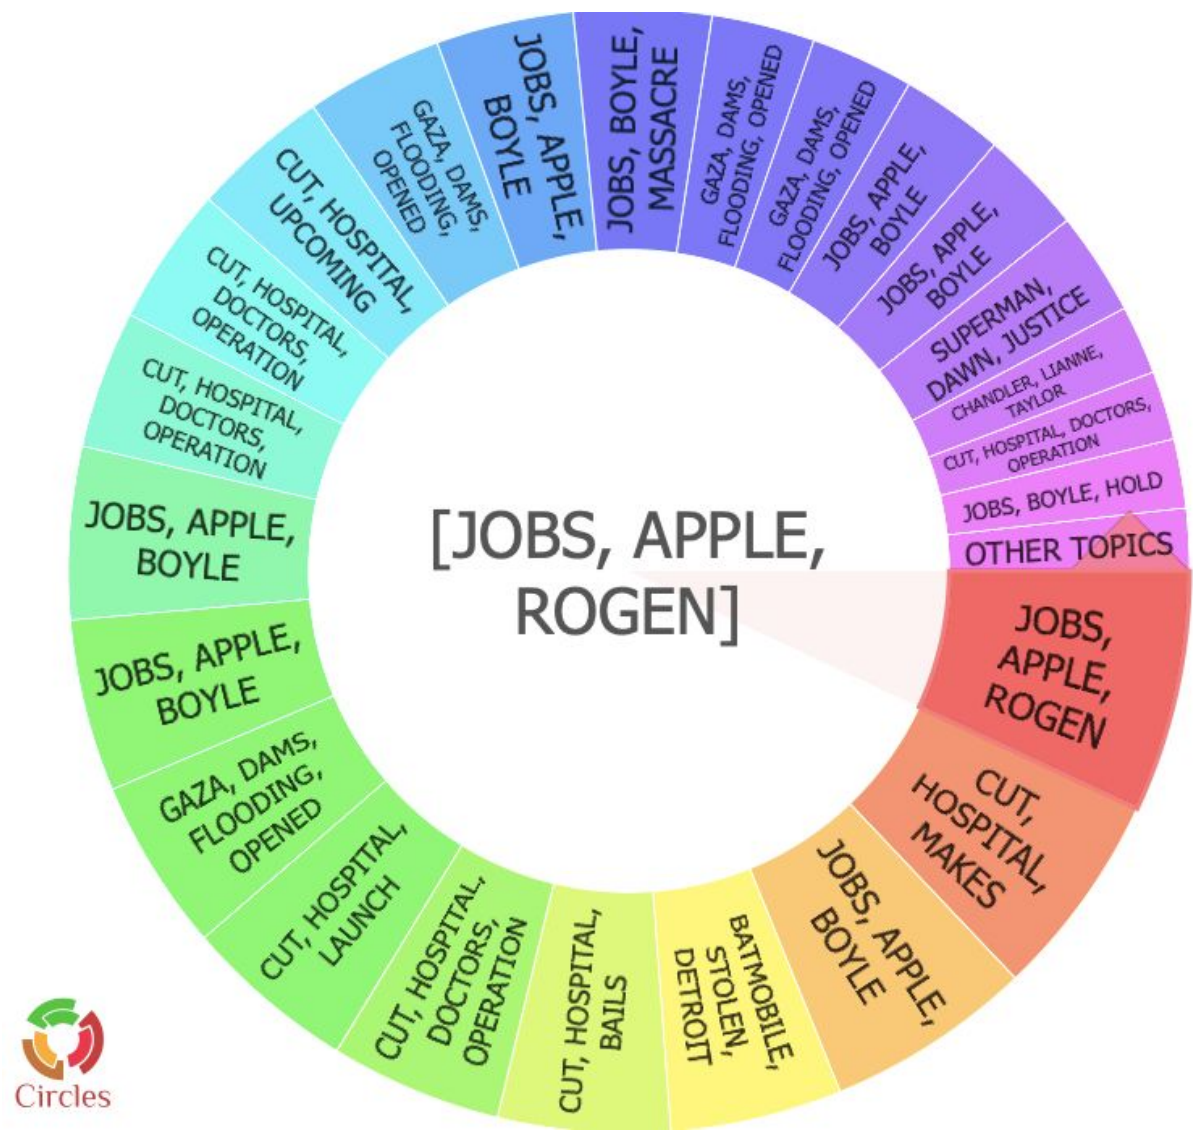 [JOBS, APPLE,
ROGEN]
JOBS,
APPLE,
ROGEN
CUT,
HOSPITAL,
MAKES
JOBS, APPLE,
BOYLE
BATMOBILE,
STOLEN,
DETROIT
CUT, HOSPITAL,
BAILS
CUT, HOSPITAL,
DOCTORS,
OPERATION
CUT, HOSPITAL,
LAUNCH
GAZA, DAMS,
FLOODING,
OPENED
JOBS, APPLE,
BOYLE
JOBS, APPLE,
BOYLE
CUT, HOSPITAL,
DOCTORS,
OPERATION
CUT, HOSPITAL,
DOCTORS,
OPERATION
CUT, HOSPITAL,
UPCOMING
GAZA, DAMS,
FLOODING,
OPENED
JOBS, APPLE,
BOYLE
JOBS, BOYLE,
MASSACRE
GAZA, DAMS,
FLOODING, OPENED
GAZA, DAMS,
FLOODING, OPENED
JOBS, APPLE,
BOYLE
JOBS, APPLE,
BOYLE
SUPERMAN,
DAWN, JUSTICE
CHANDLER, LIANNE,
TAYLOR
CUT, HOSPITAL, DOCTORS,
OPERATION
JOBS, BOYLE, HOLD
OTHER TOPICS
Circles